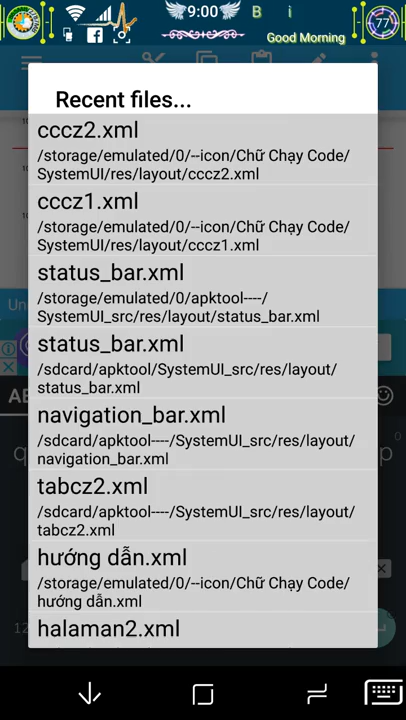 9:00
B i
Good Morning
77
Recent files...
cccz2.xml
/storage/emulated/0/--icon/Chữ Chạy Code/
SystemUI/res/layout/cccz2.xml
cccz1.xml
/storage/emulated/0/--icon/Chữ Chạy Code/
SystemUI/res/layout/cccz1.xml
status_bar.xml
/storage/emulated/0/apktool----/
SystemUI_src/res/layout/status_bar.xml
status_bar.xml
/sdcard/apktool/SystemUI_src/res/layout/
status_bar.xml
navigation_bar.xml
/sdcard/apktool----/SystemUI_src/res/layout/
navigation_bar.xml
tabcz2.xml
/sdcard/apktool----/SystemUI_src/res/layout/
tabcz2.xml
hướng dẫn.xml
/storage/emulated/0/--icon/Chữ Chạy Code/
hướng dẫn.xml
halaman2.xml